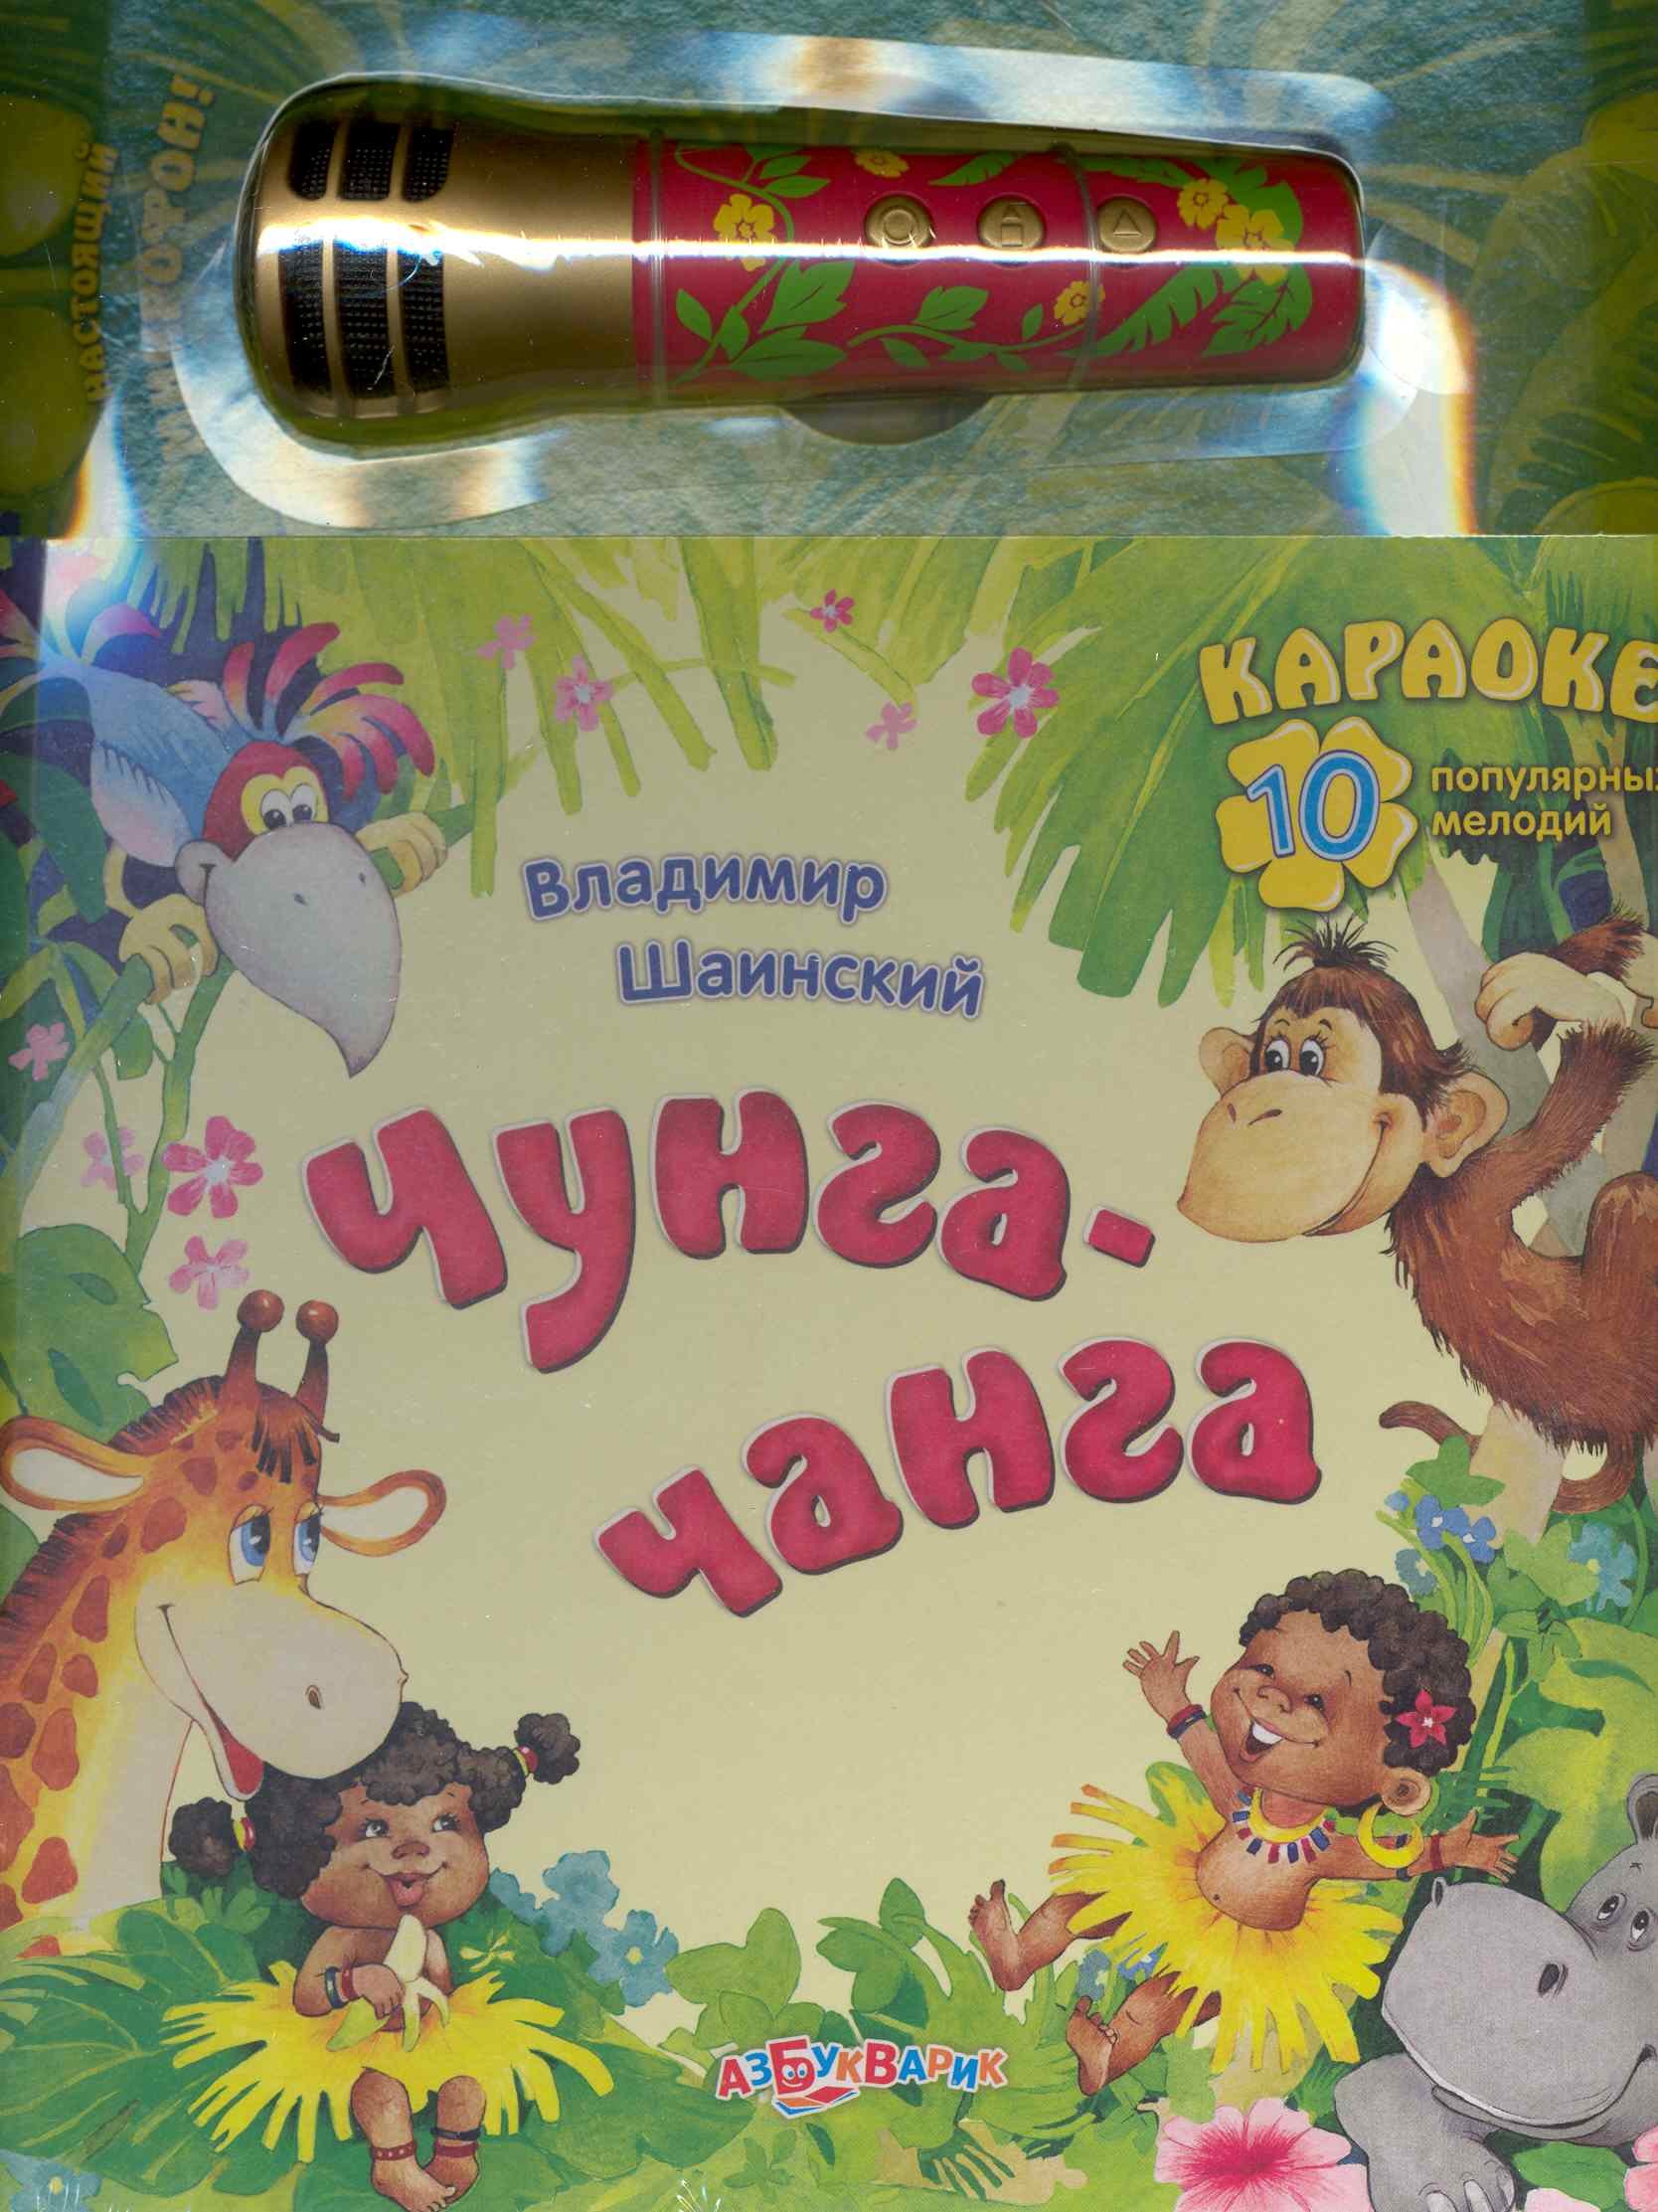 НАСТОЯЩИЙ
МИКРОФОН!
КАРАОКЕ
10
популярных
мелодий
Владимир
Шаинский
Чунга-
чанга
АЗБУКВАРИК